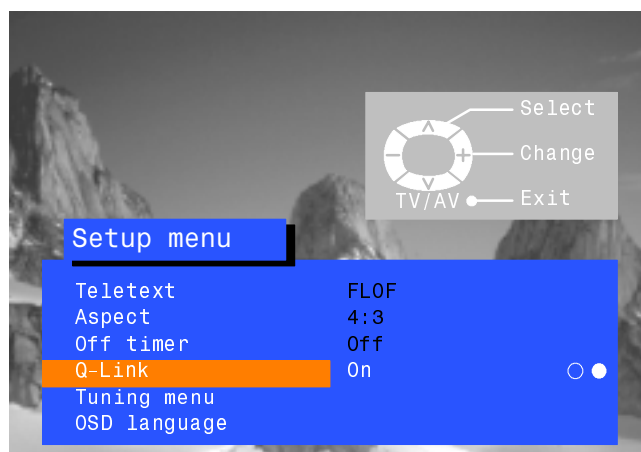 Select
Change
TV/AV Exit
Setup menu
Teletext FLOF
Aspect 4:3
Off timer Off
Q-Link On
Tuning menu
OSD language